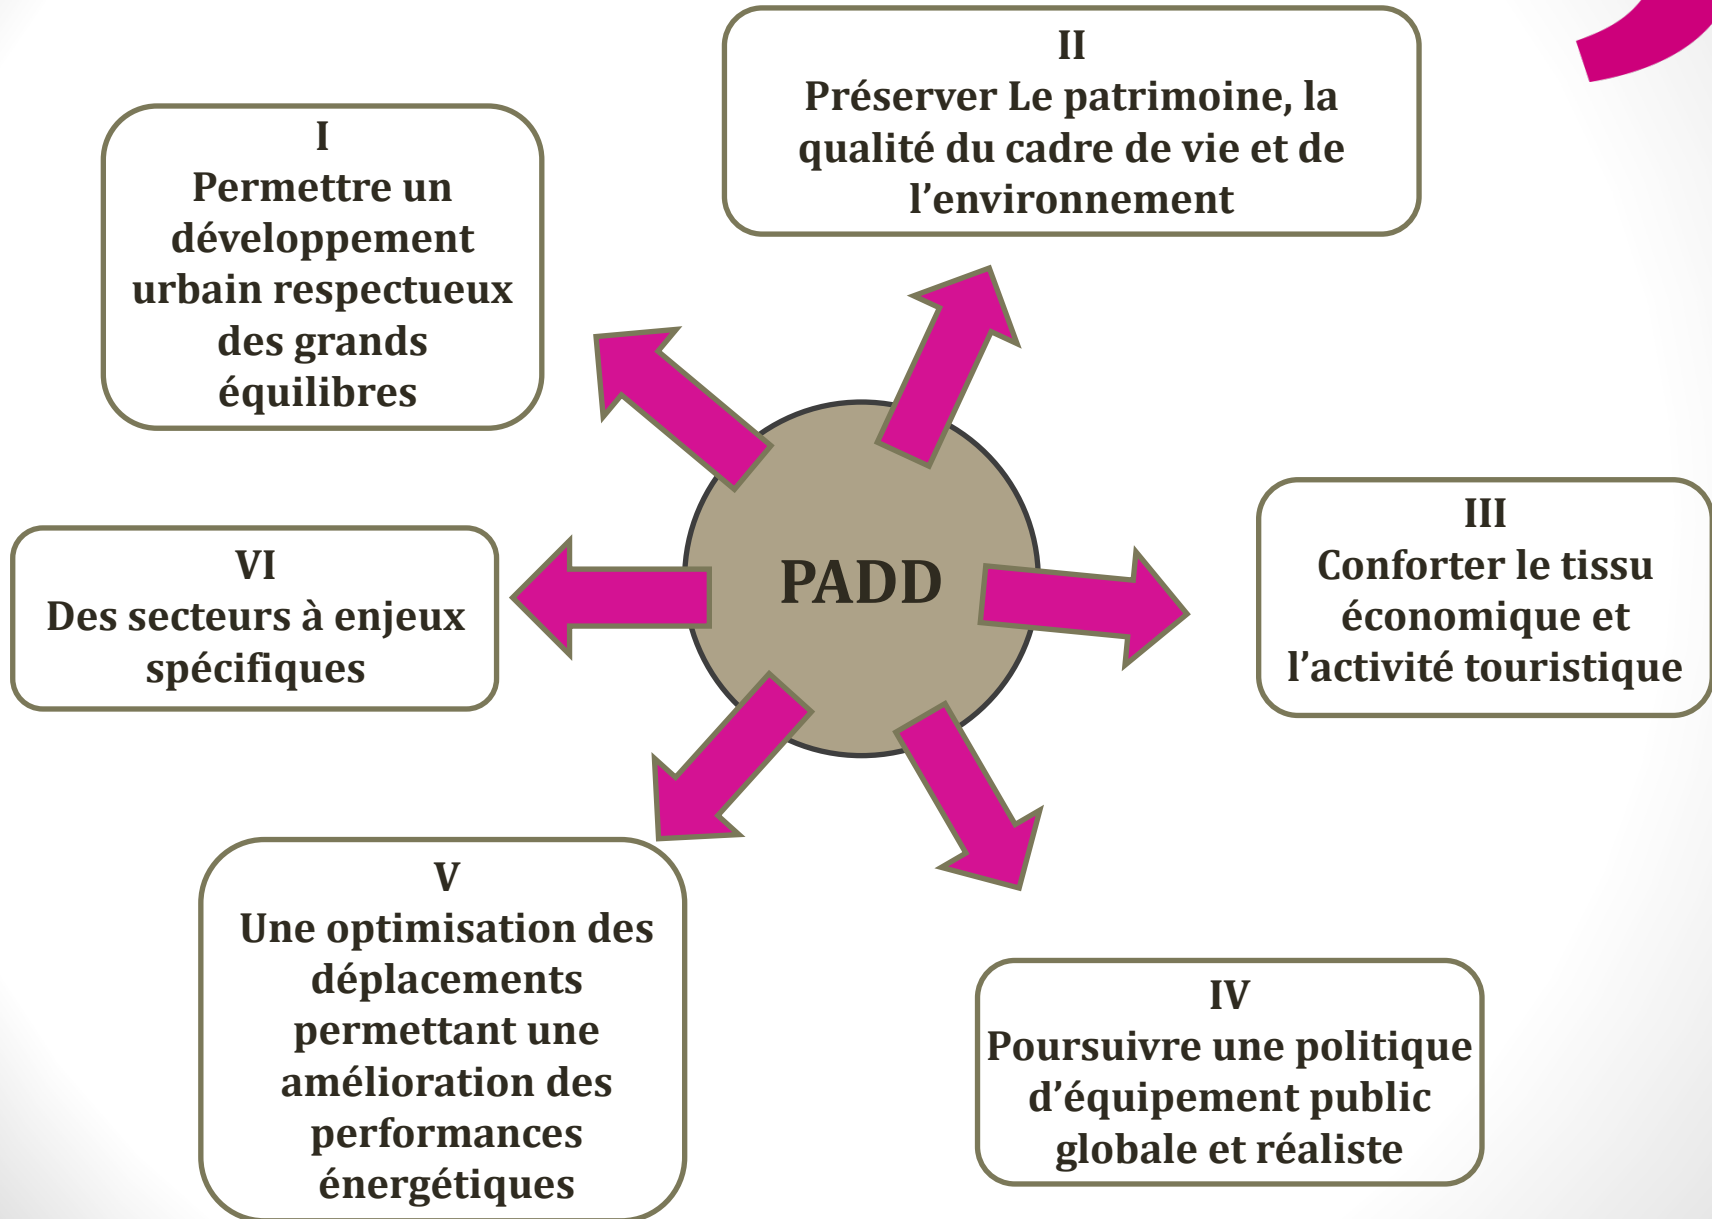 I
Permettre un
développement
urbain respectueux
des grands
équilibres
II
Préserver Le patrimoine, la
qualité du cadre de vie et de
l’environnement
III
Conforter le tissu
économique et
l’activité touristique
IV
Poursuivre une politique
d’équipement public
globale et réaliste
V
Une optimisation des
déplacements
permettant une
amélioration des
performances
énergétiques
VI
Des secteurs à enjeux
spécifiques
PADD